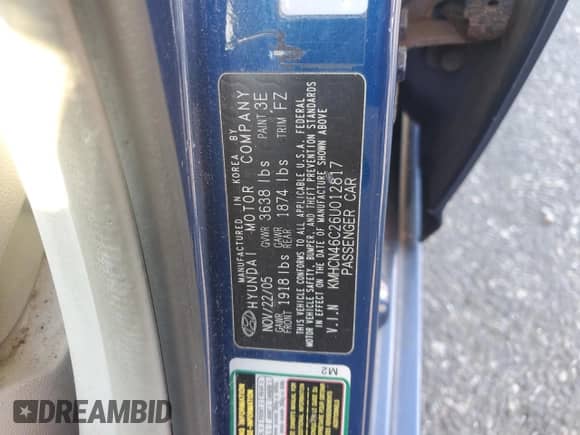 MANUFACTURED IN KOREA BY
HYUNDAI MOTOR COMPANY
NOV/22/05 GVWR 3638 lbs PAINT 3E
GAWR FRONT 1918 lbs GAWR REAR 1874 lbs TRIM FZ
THIS VEHICLE CONFORMS TO ALL APPLICABLE U.S.A. FEDERAL
MOTOR VEHICLE SAFETY, BUMPER, AND THEFT PREVENTION STANDARDS
IN EFFECT ON THE DATE OF MANUFACTURE SHOWN ABOVE
V.I.N KMHCN46C26U012817
PASSENGER CAR
M2
DREAMBID